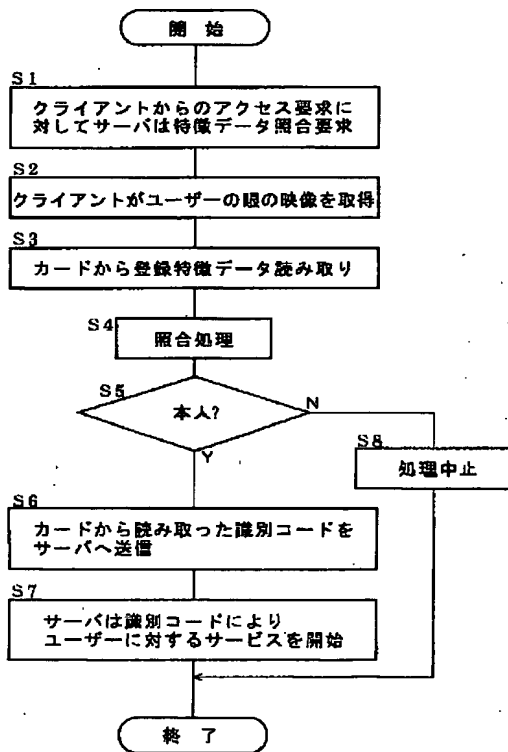 開始
S1
クライアントからのアクセス要求に
対してサーバは特徴データ照合要求
S2
クライアントがユーザーの眼の映像を取得
S3
カードから登録特徴データ読み取り
S4
照合処理
S5
本人?
N
Y
S8
処理中止
S6
カードから読み取った識別コードを
サーバへ送信
S7
サーバは識別コードにより
ユーザーに対するサービスを開始
終了